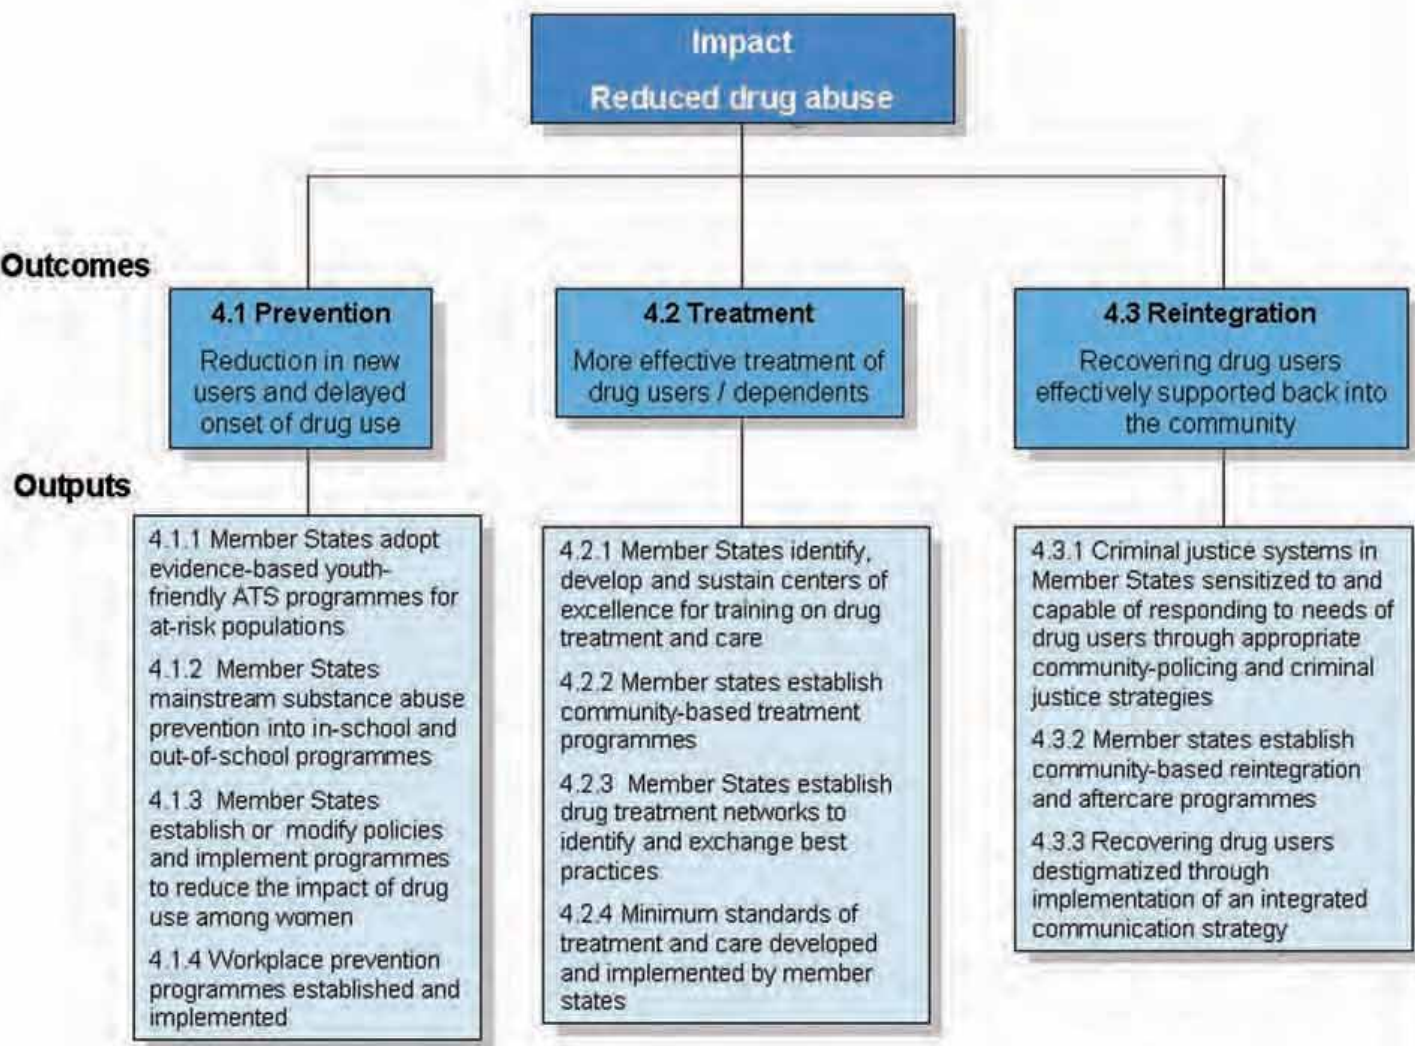 Impact
Reduced drug abuse
Outcomes
4.1 Prevention
Reduction in new
users and delayed
onset of drug use
4.2 Treatment
More effective treatment of
drug users / dependents
4.3 Reintegration
Recovering drug users
effectively supported back into
the community
Outputs
4.1.1 Member States adopt
evidence-based youth-
friendly ATS programmes for
at-risk populations
4.1.2 Member States
mainstream substance abuse
prevention into in-school and
out-of-school programmes
4.1.3 Member States
establish or modify policies
and implement programmes
to reduce the impact of drug
use among women
4.1.4 Workplace prevention
programmes established and
implemented
4.2.1 Member States identify,
develop and sustain centers of
excellence for training on drug
treatment and care
4.2.2 Member states establish
community-based treatment
programmes
4.2.3 Member States establish
drug treatment networks to
identify and exchange best
practices
4.2.4 Minimum standards of
treatment and care developed
and implemented by member
states
4.3.1 Criminal justice systems in
Member States sensitized to and
capable of responding to needs of
drug users through appropriate
community-policing and criminal
justice strategies
4.3.2 Member states establish
community-based reintegration
and aftercare programmes
4.3.3 Recovering drug users
destigmatized through
implementation of an integrated
communication strategy